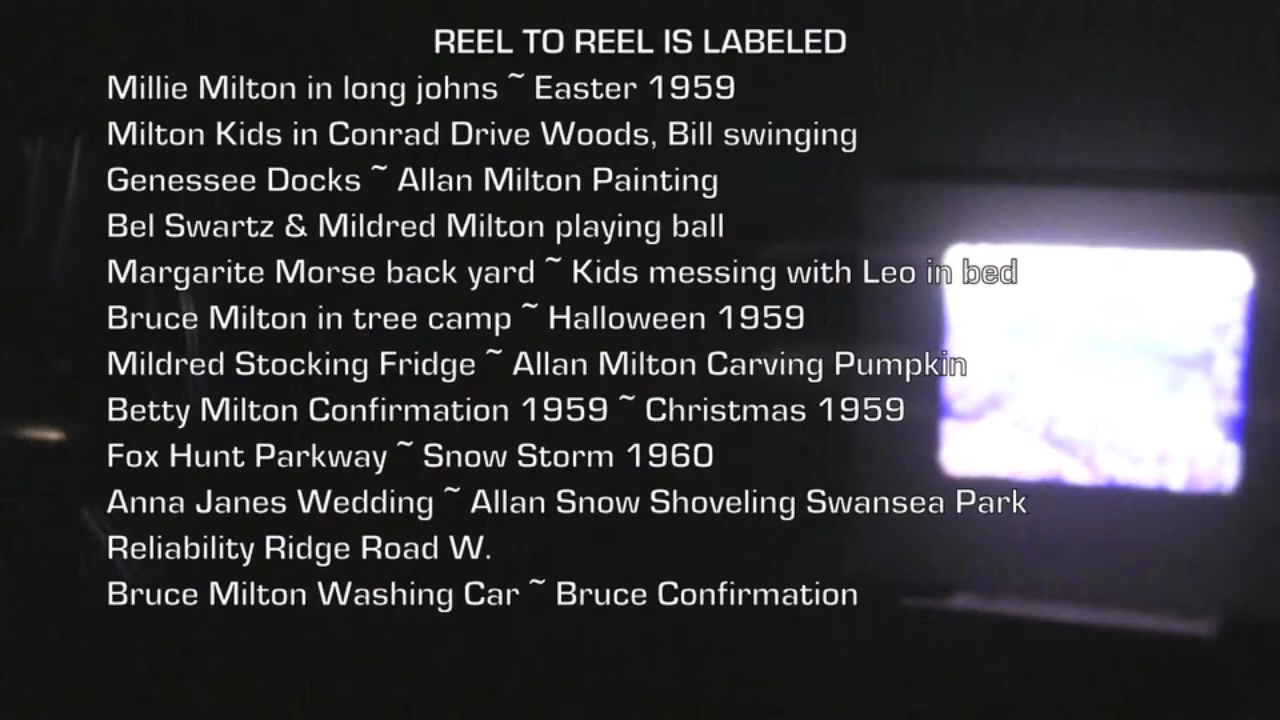 REEL TO REEL IS LABELED
Millie Milton in long johns ~ Easter 1959
Milton Kids in Conrad Drive Woods, Bill swinging
Genessee Docks ~ Allan Milton Painting
Bel Swartz & Mildred Milton playing ball
Margarite Morse back yard ~ Kids messing with Leo in bed
Bruce Milton in tree camp ~ Halloween 1959
Mildred Stocking Fridge ~ Allan Milton Carving Pumpkin
Betty Milton Confirmation 1959 ~ Christmas 1959
Fox Hunt Parkway ~ Snow Storm 1960
Anna Janes Wedding ~ Allan Snow Shoveling Swansea Park
Reliability Ridge Road W.
Bruce Milton Washing Car ~ Bruce Confirmation